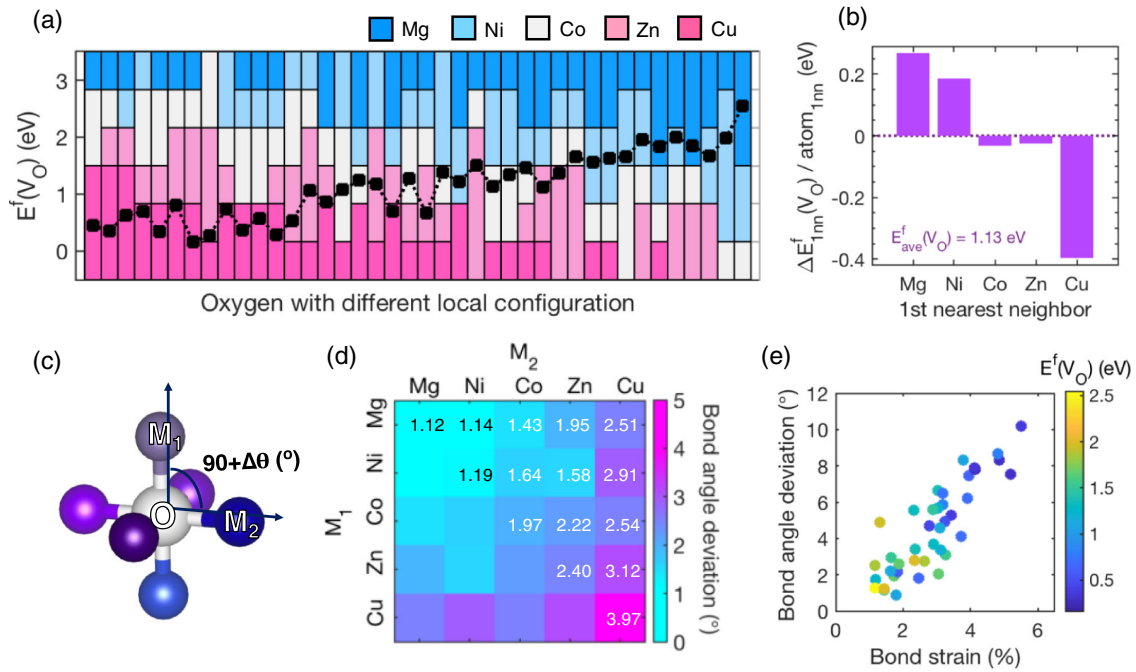 (a)
Mg Ni Co Zn Cu
E^f(V_O) (eV)
3
2
1
0
Oxygen with different local configuration
(b)
ΔE^f_1nn(V_O) / atom_1nn (eV)
0.2
0
-0.2
-0.4
E^f_ave(V_O) = 1.13 eV
Mg Ni Co Zn Cu
1st nearest neighbor
(c)
M_1
90+Δθ (°)
O
M_2
(d)
M_2
Mg Ni Co Zn Cu
M_1
Mg 1.12 1.14 1.43 1.95 2.51
Ni 1.19 1.64 1.58 2.91
Co 1.97 2.22 2.54
Zn 2.40 3.12
Cu 3.97
5
4
3
2
1
0
Bond angle deviation (°)
(e)
E^f(V_O) (eV)
Bond angle deviation (°)
12
10
8
6
4
2
0
0 2 4 6
Bond strain (%)
2.5
2
1.5
1
0.5